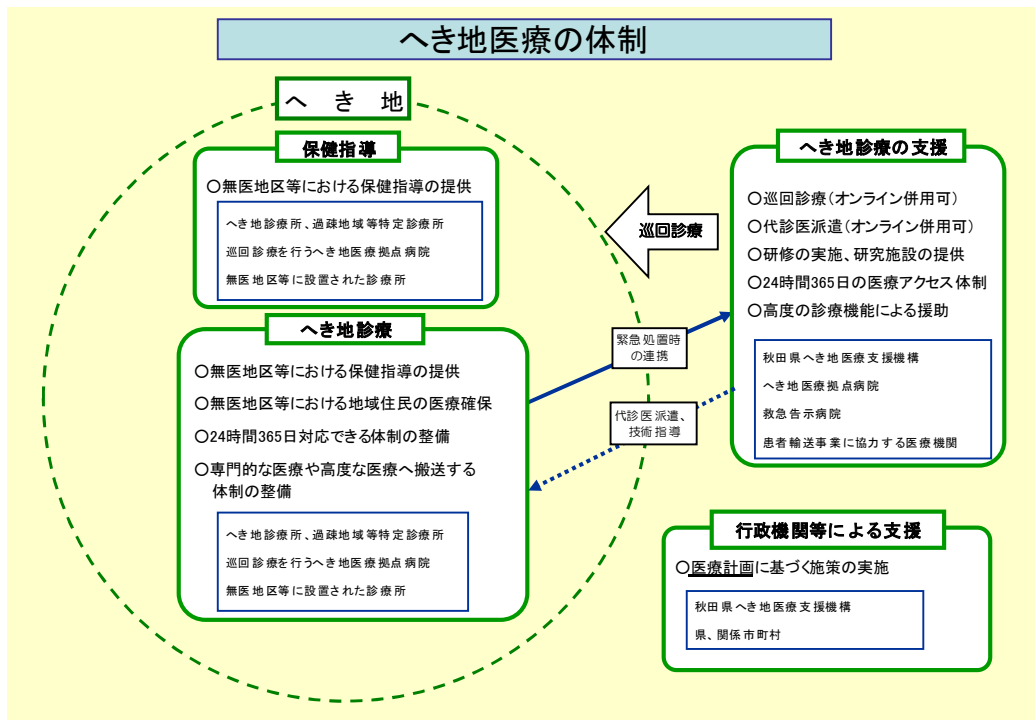 へき地医療の体制
へ き 地
保健指導
○無医地区等における保健指導の提供
へき地診療所、過疎地域等特定診療所
巡回診療を行うへき地医療拠点病院
無医地区等に設置された診療所
へき地診療
○無医地区等における保健指導の提供
○無医地区等における地域住民の医療確保
○24時間365日対応できる体制の整備
○専門的な医療や高度な医療へ搬送する
体制の整備
へき地診療所、過疎地域等特定診療所
巡回診療を行うへき地医療拠点病院
無医地区等に設置された診療所
巡回診療
緊急処置時
の連携
代診医派遣、
技術指導
へき地診療の支援
○巡回診療(オンライン併用可)
○代診医派遣(オンライン併用可)
○研修の実施、研究施設の提供
○24時間365日の医療アクセス体制
○高度の診療機能による援助
秋田県へき地医療支援機構
へき地医療拠点病院
救急告示病院
患者輸送事業に協力する医療機関
行政機関等による支援
○医療計画に基づく施策の実施
秋田県へき地医療支援機構
県、関係市町村